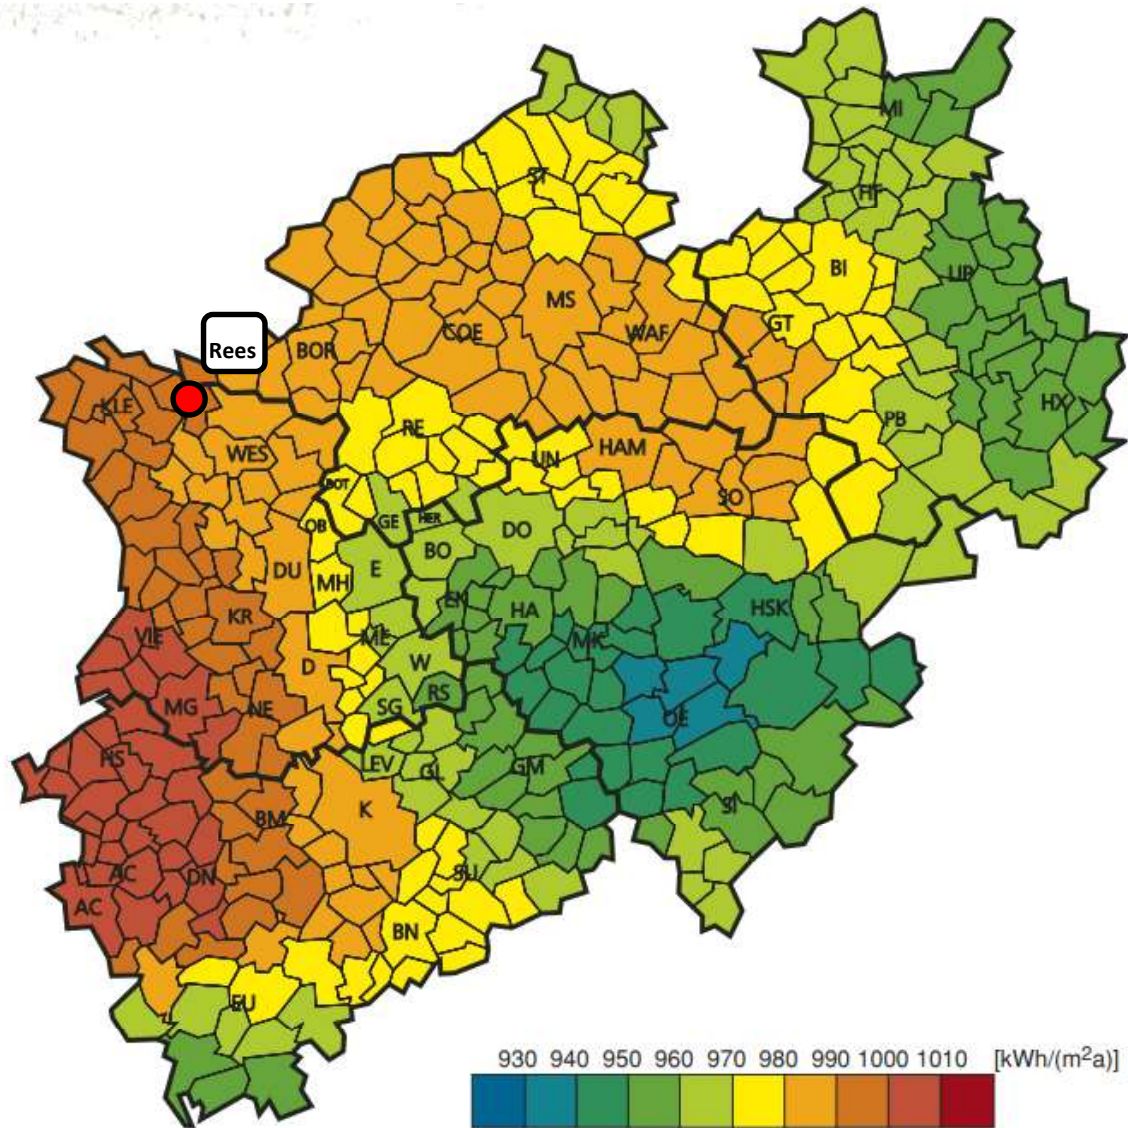 MI
ST
HF
BI
LIP
MS
GT
COE
WAF
Rees
BOR
KLE
HX
PB
RE
WES
HAM
UN
BOT
SO
GE
HER
OB
DO
BO
DU
MH
E
EN
HA
HSK
KR
VIE
ME
MK
W
D
RS
MG
NE
SG
OE
HS
LEV
GL
GM
BM
K
SI
AC
DN
SU
AC
BN
EU
930 940 950 960 970 980 990 1000 1010 [kWh/(m²a)]